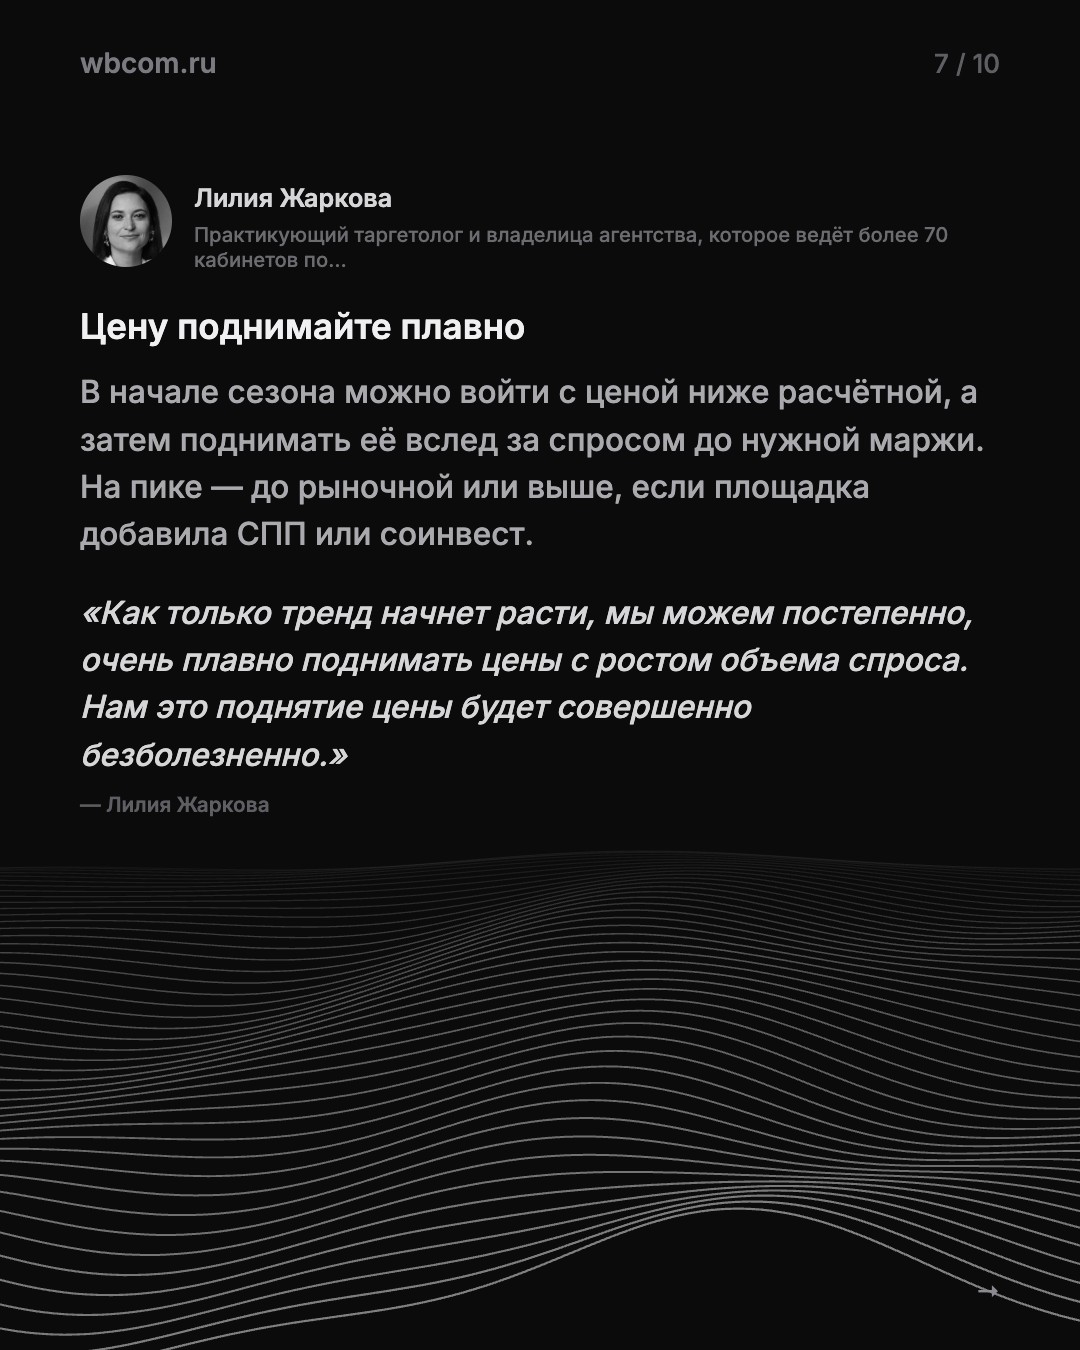 wbcom.ru
7 / 10
Лилия Жаркова
Практикующий таргетолог и владелица агентства, которое ведёт более 70
кабинетов по...
Цену поднимайте плавно
В начале сезона можно войти с ценой ниже расчётной, а
затем поднимать её вслед за спросом до нужной маржи.
На пике — до рыночной или выше, если площадка
добавила СПП или соинвест.
«Как только тренд начнет расти, мы можем постепенно,
очень плавно поднимать цены с ростом объема спроса.
Нам это поднятие цены будет совершенно
безболезненно.»
— Лилия Жаркова